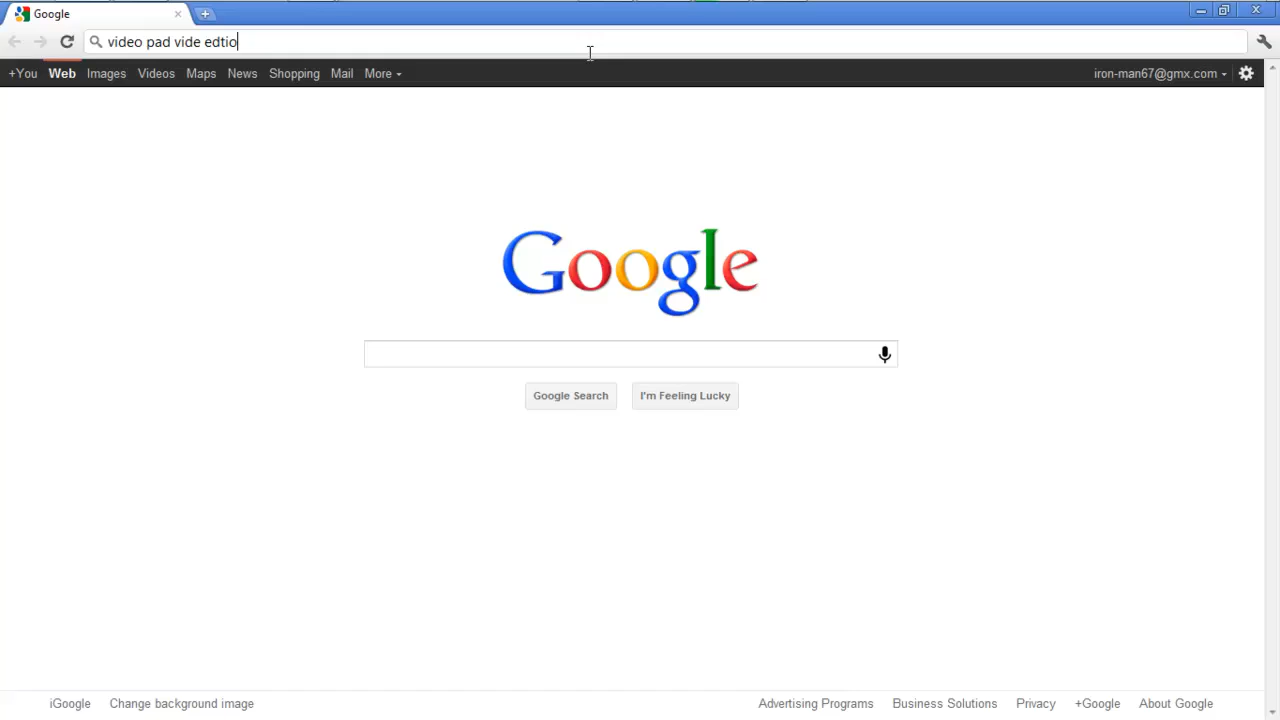 Google
video pad vide edtio
+You Web Images Videos Maps News Shopping Mail More iron-man67@gmx.com
Google
Google Search I'm Feeling Lucky
iGoogle Change background image Advertising Programs Business Solutions Privacy +Google About Google